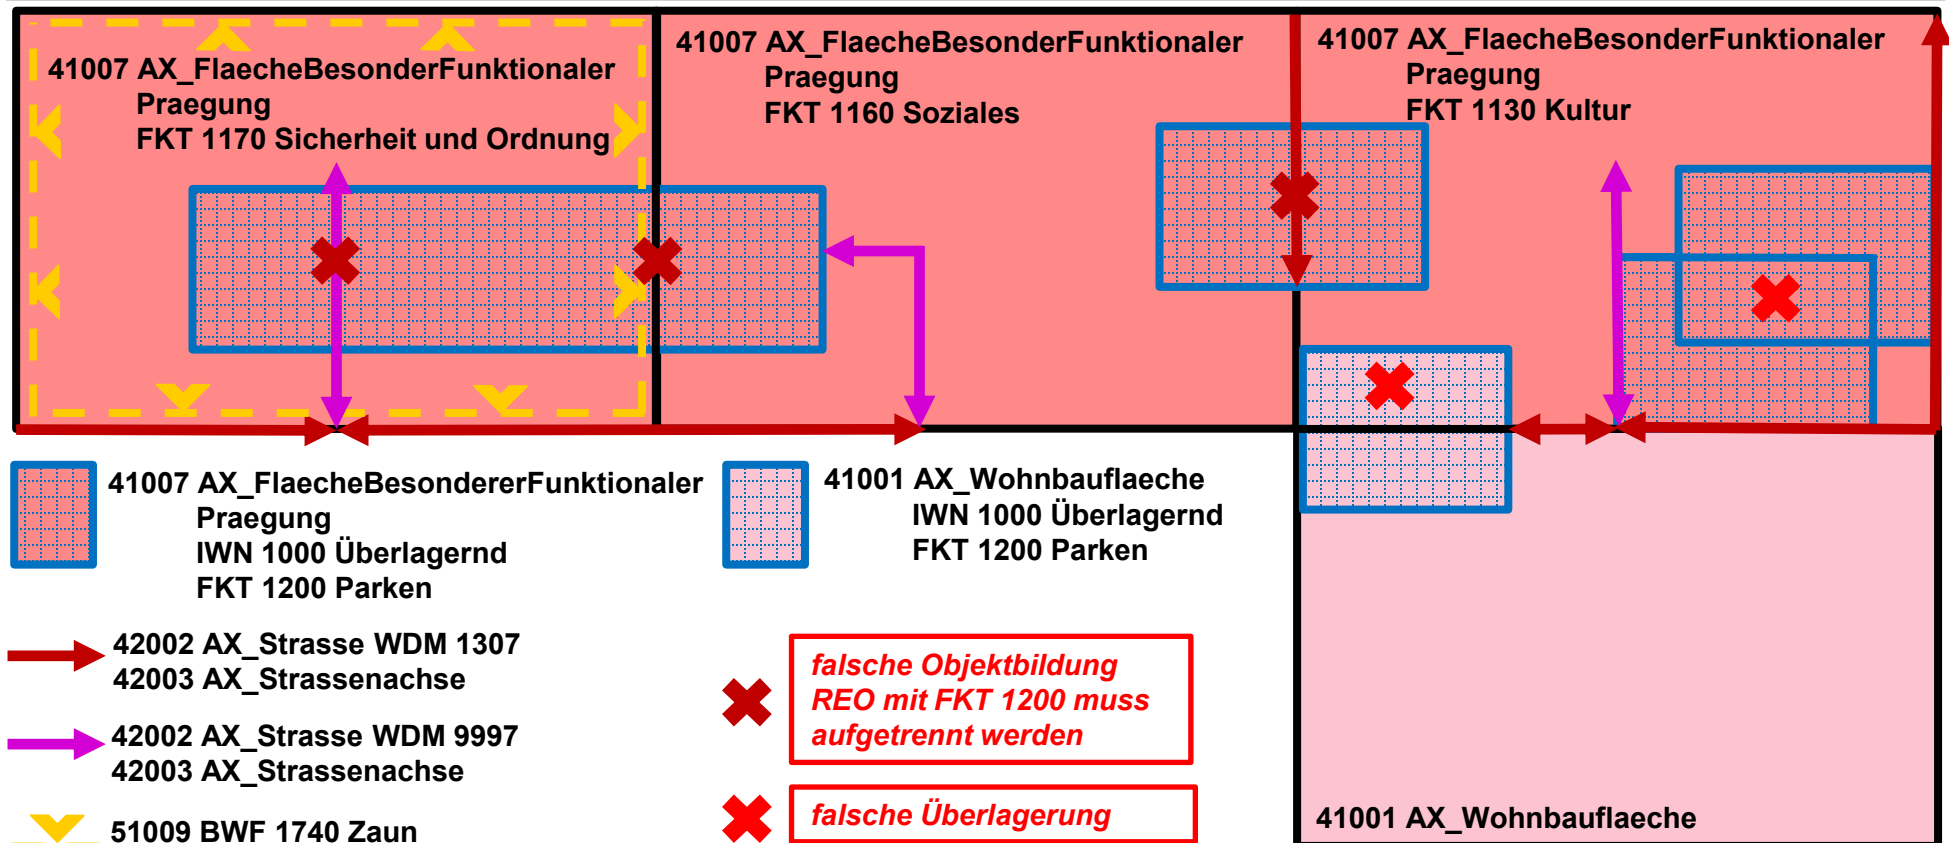 41007 AX_FlaecheBesonderFunktionaler
Praegung
FKT 1170 Sicherheit und Ordnung
41007 AX_FlaecheBesonderFunktionaler
Praegung
FKT 1160 Soziales
41007 AX_FlaecheBesonderFunktionaler
Praegung
FKT 1130 Kultur
41007 AX_FlaecheBesondererFunktionaler
Praegung
IWN 1000 Überlagernd
FKT 1200 Parken
41001 AX_Wohnbauflaeche
IWN 1000 Überlagernd
FKT 1200 Parken
42002 AX_Strasse WDM 1307
42003 AX_Strassenachse
42002 AX_Strasse WDM 9997
42003 AX_Strassenachse
51009 BWF 1740 Zaun
falsche Objektbildung
REO mit FKT 1200 muss
aufgetrennt werden
falsche Überlagerung
41001 AX_Wohnbauflaeche